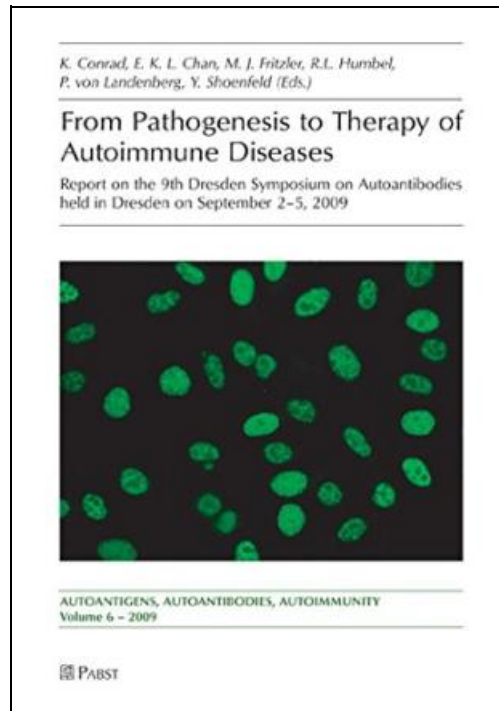 K. Conrad, E. K. L. Chan, M. J. Fritzler, R.L. Humbel,
P. von Landenberg, Y. Shoenfeld (Eds.)
From Pathogenesis to Therapy of
Autoimmune Diseases
Report on the 9th Dresden Symposium on Autoantibodies
held in Dresden on September 2–5, 2009
AUTOANTIGENS, AUTOANTIBODIES, AUTOIMMUNITY
Volume 6 – 2009
PABST